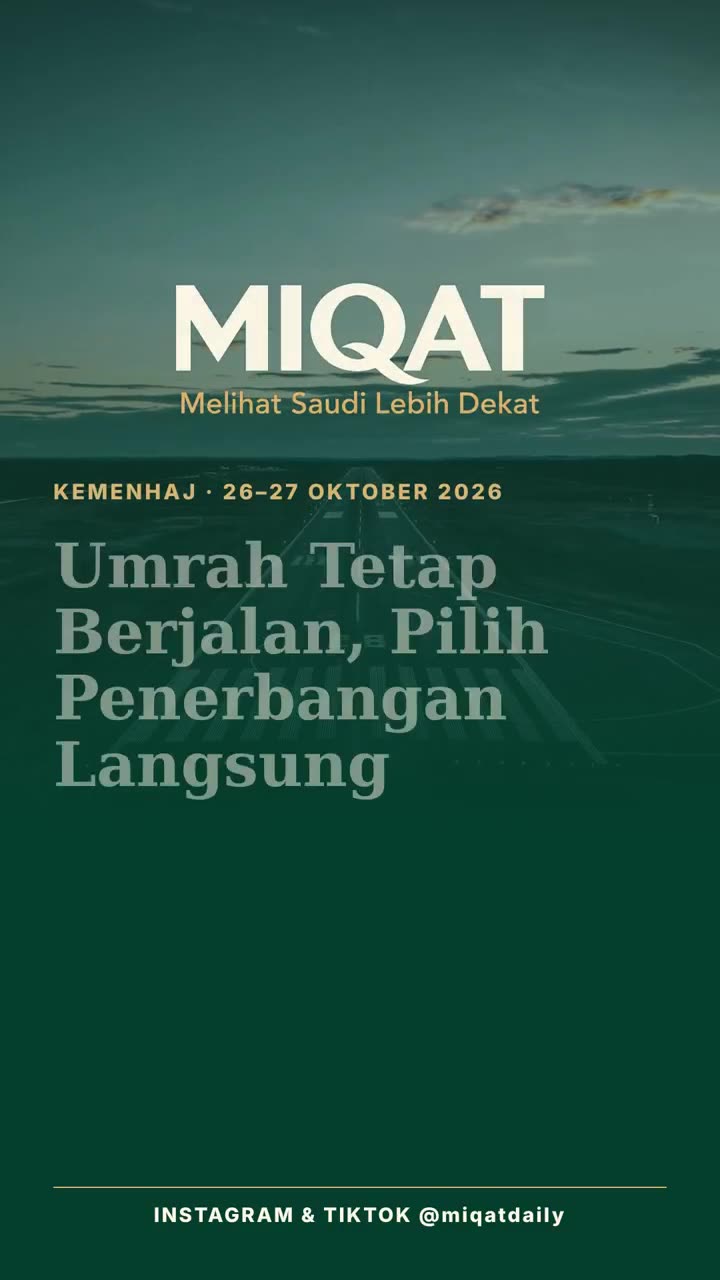 MIQAT
Melihat Saudi Lebih Dekat
KEMENHAJ · 26–27 OKTOBER 2026
Umrah Tetap
Berjalan, Pilih
Penerbangan
Langsung
INSTAGRAM & TIKTOK @miqatdaily